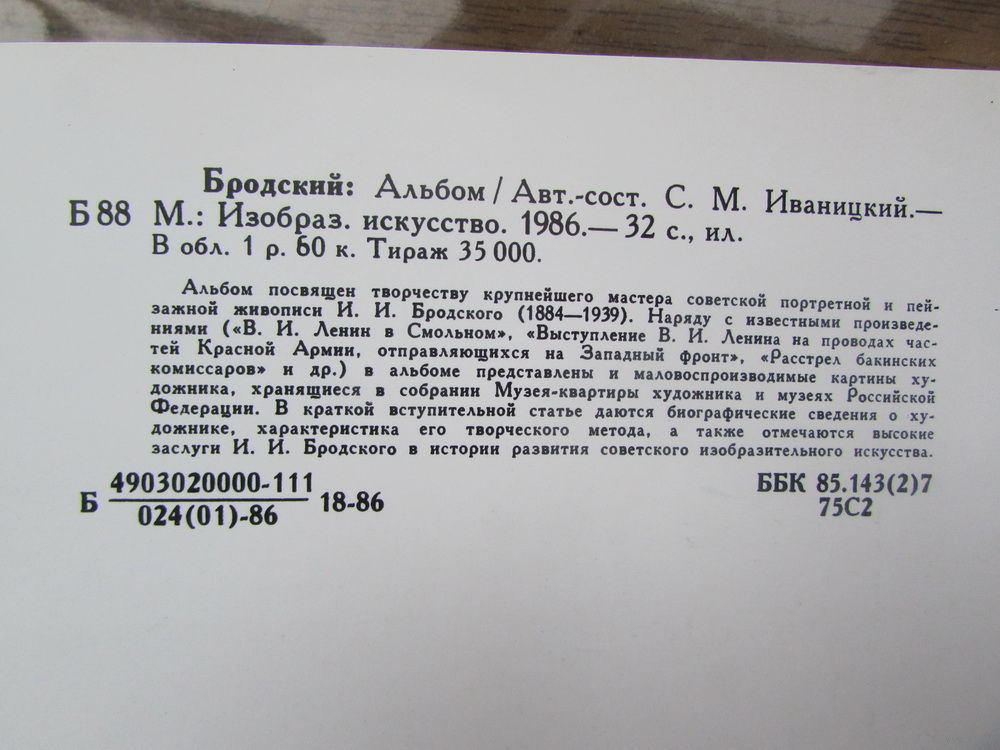 Бродский: Альбом / Авт.-сост. С. М. Иваницкий.—
Б 88 М.: Изобраз. искусство. 1986.— 32 с., ил.
В обл. 1 р. 60 к. Тираж 35 000.
Альбом посвящен творчеству крупнейшего мастера советской портретной и пей-
зажной живописи И. И. Бродского (1884—1939). Наряду с известными произведе-
ниями («В. И. Ленин в Смольном», «Выступление В. И. Ленина на проводах час-
тей Красной Армии, отправляющихся на Западный фронт», «Расстрел бакинских
комиссаров» и др.) в альбоме представлены и маловоспроизводимые картины ху-
дожника, хранящиеся в собрании Музея-квартиры художника и музеях Российской
Федерации. В краткой вступительной статье даются биографические сведения о ху-
дожнике, характеристика его творческого метода, а также отмечаются высокие
заслуги И. И. Бродского в истории развития советского изобразительного искусства.
Б 4903020000-111 18-86
024(01)-86
ББК 85.143(2)7
75С2